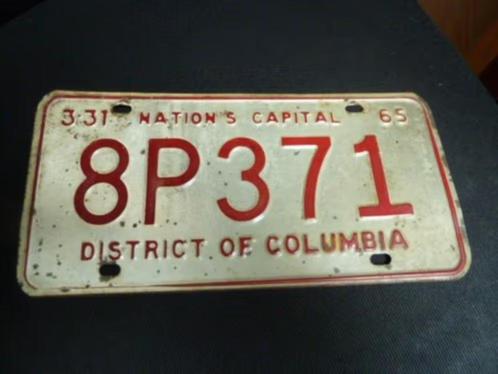 3·31 NATION'S CAPITAL 65
8P371
DISTRICT OF COLUMBIA